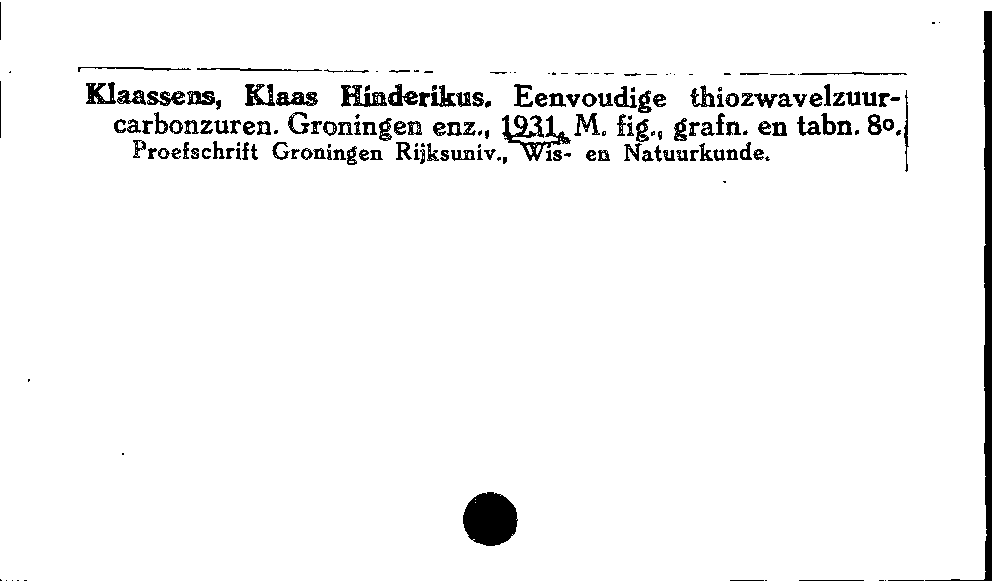 Klaassens, Klaas Hinderikus. Eenvoudige thiozwavelzuur-
carbonzuren. Groningen enz., 1931. M. fig., grafn. en tabn. 8o.
Proefschrift Groningen Rijksuniv., Wis- en Natuurkunde.